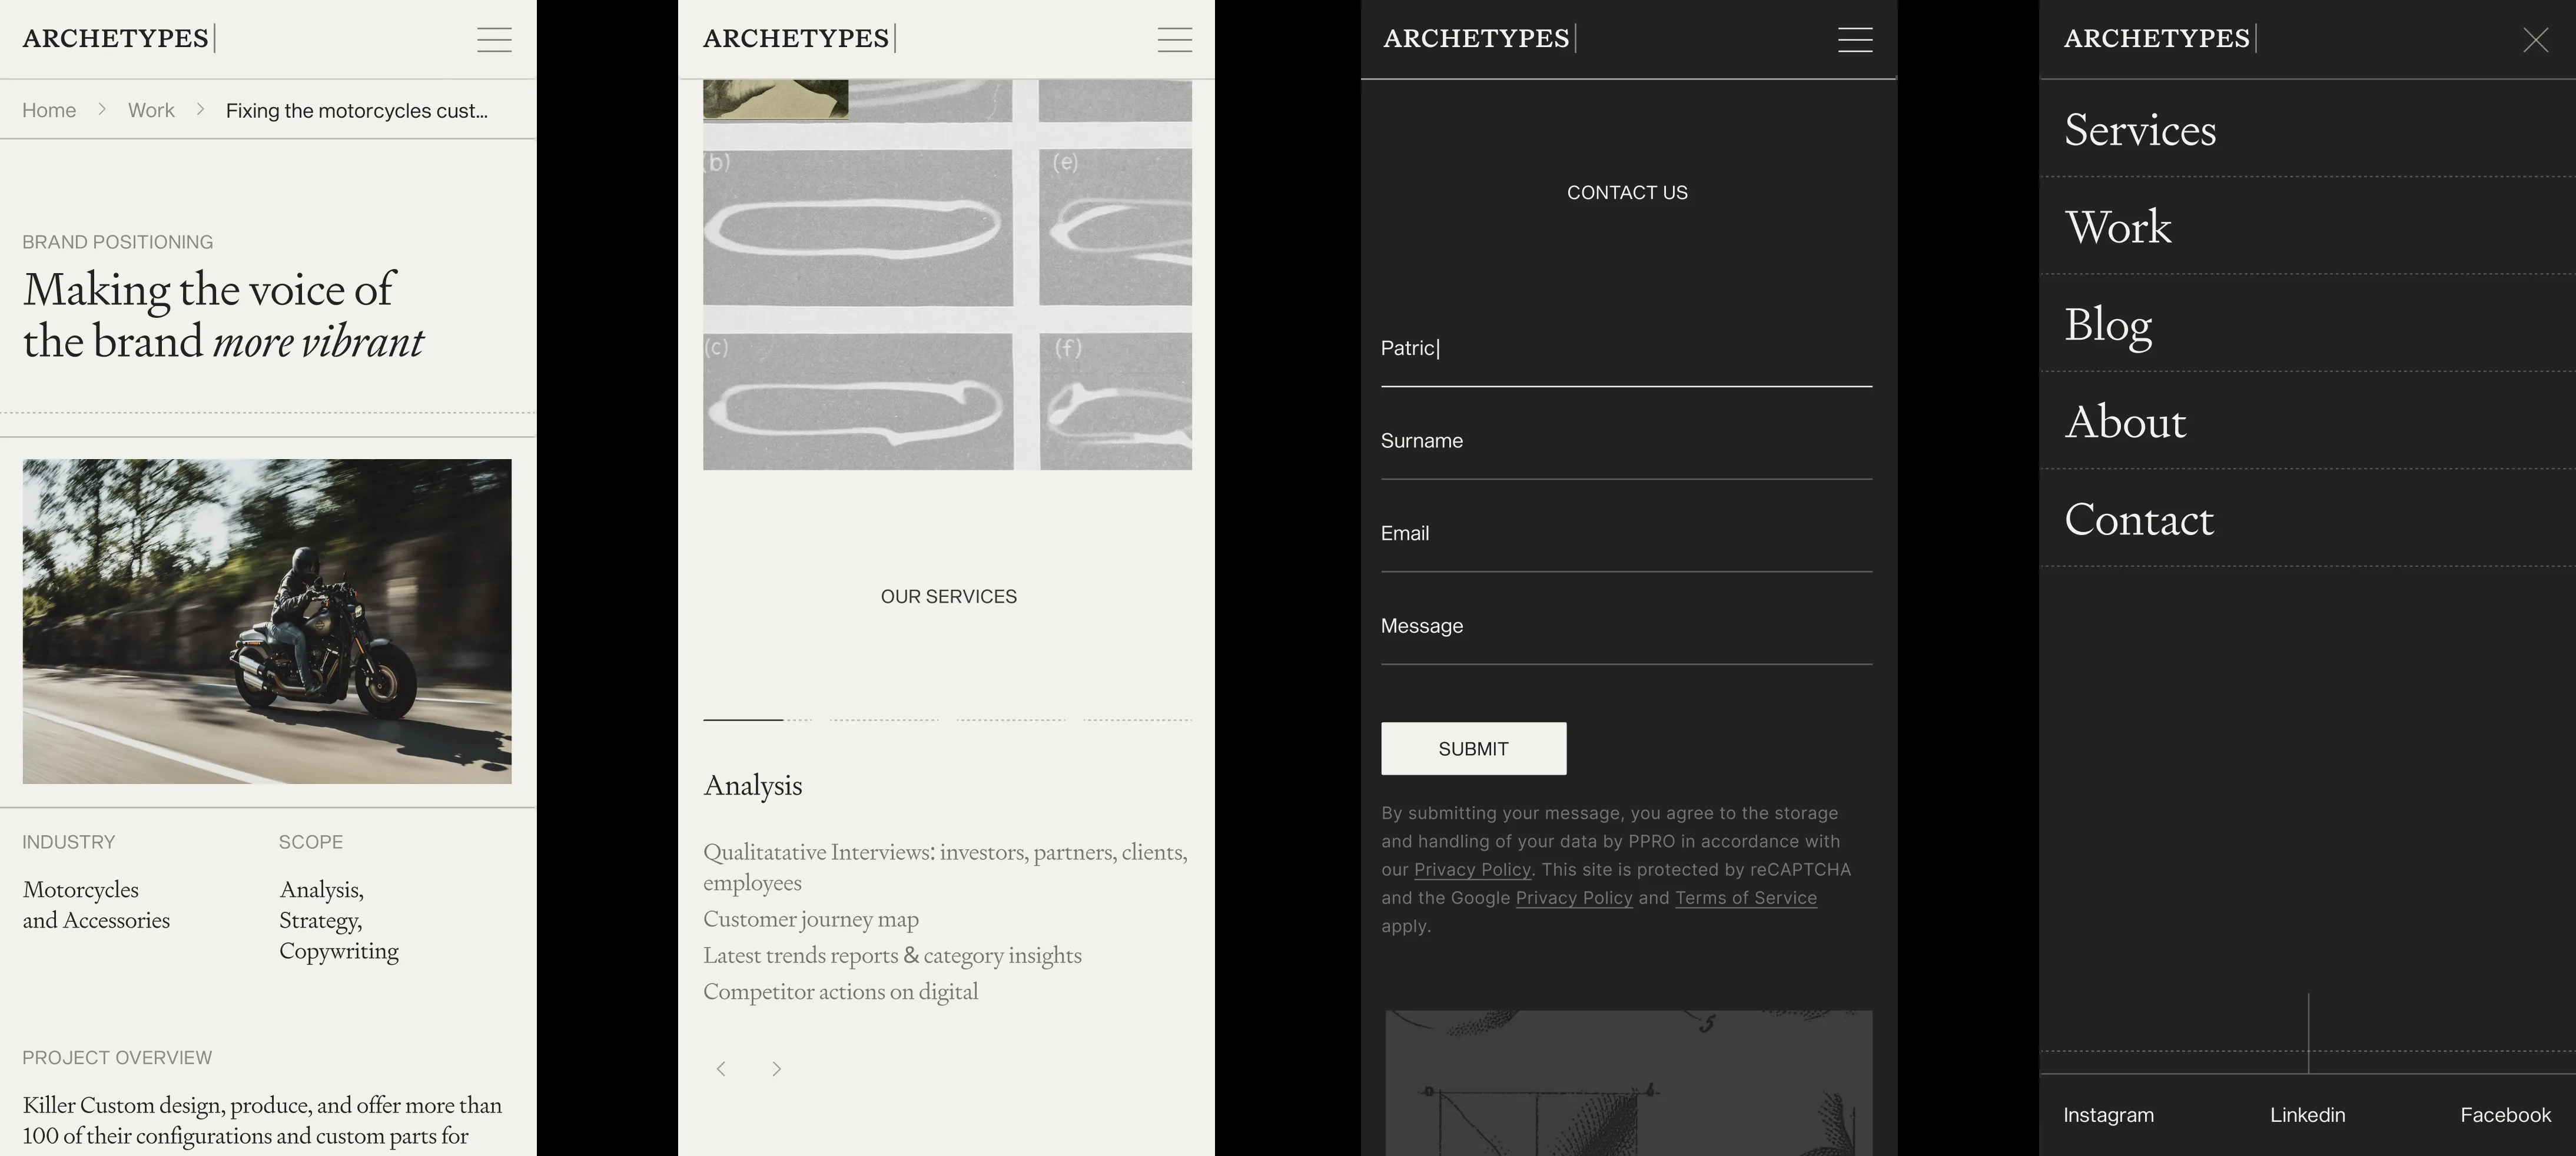 ARCHETYPES
Home > Work > Fixing the motorcycles cust...
BRAND POSITIONING
Making the voice of
the brand more vibrant
INDUSTRY
Motorcycles
and Accessories
SCOPE
Analysis,
Strategy,
Copywriting
PROJECT OVERVIEW
Killer Custom design, produce, and offer more than
100 of their configurations and custom parts for
ARCHETYPES
(b)
(e)
(c)
(f)
OUR SERVICES
Analysis
Qualitatative Interviews: investors, partners, clients,
employees
Customer journey map
Latest trends reports & category insights
Competitor actions on digital
ARCHETYPES
CONTACT US
Patric
Surname
Email
Message
SUBMIT
By submitting your message, you agree to the storage
and handling of your data by PPRO in accordance with
our Privacy Policy. This site is protected by reCAPTCHA
and the Google Privacy Policy and Terms of Service
apply.
5
ARCHETYPES
Services
Work
Blog
About
Contact
Instagram
Linkedin
Facebook